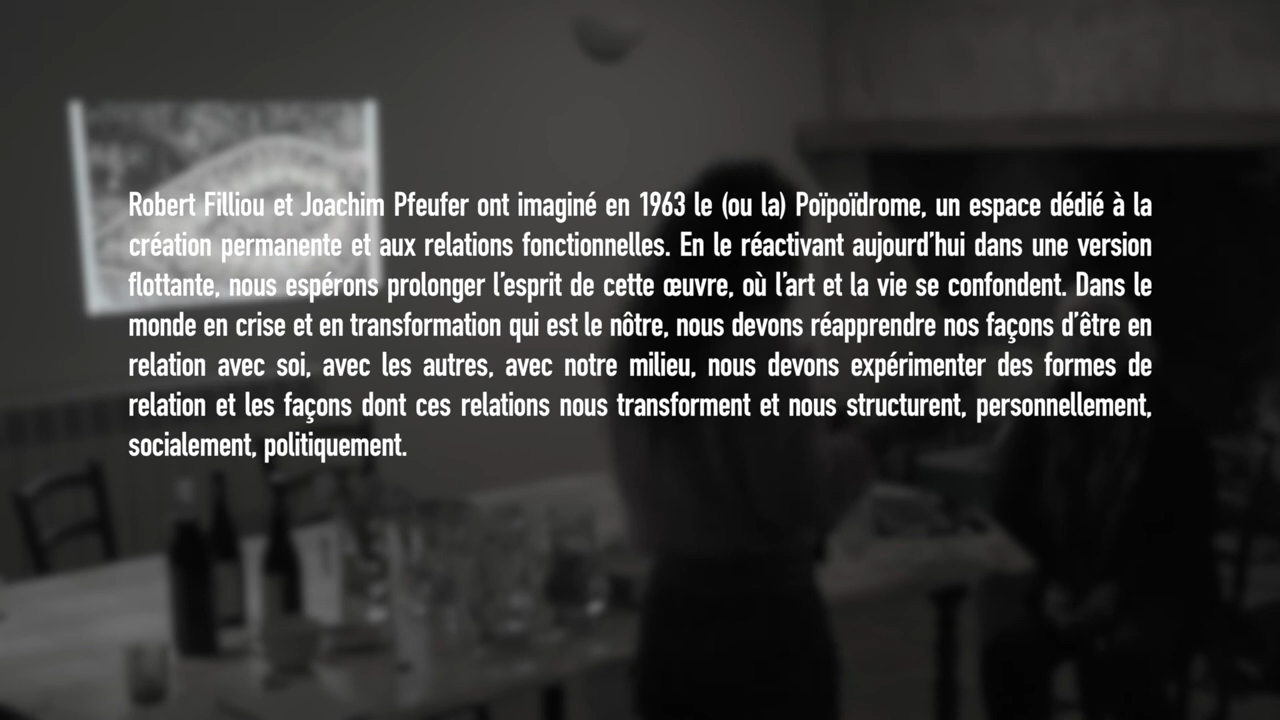 Robert Filliou et Joachim Pfeufer ont imaginé en 1963 le (ou la) Poïpoïdrome, un espace dédié à la
création permanente et aux relations fonctionnelles. En le réactivant aujourd’hui dans une version
flottante, nous espérons prolonger l’esprit de cette œuvre, où l’art et la vie se confondent. Dans le
monde en crise et en transformation qui est le nôtre, nous devons réapprendre nos façons d’être en
relation avec soi, avec les autres, avec notre milieu, nous devons expérimenter des formes de
relation et les façons dont ces relations nous transforment et nous structurent, personnellement,
socialement, politiquement.